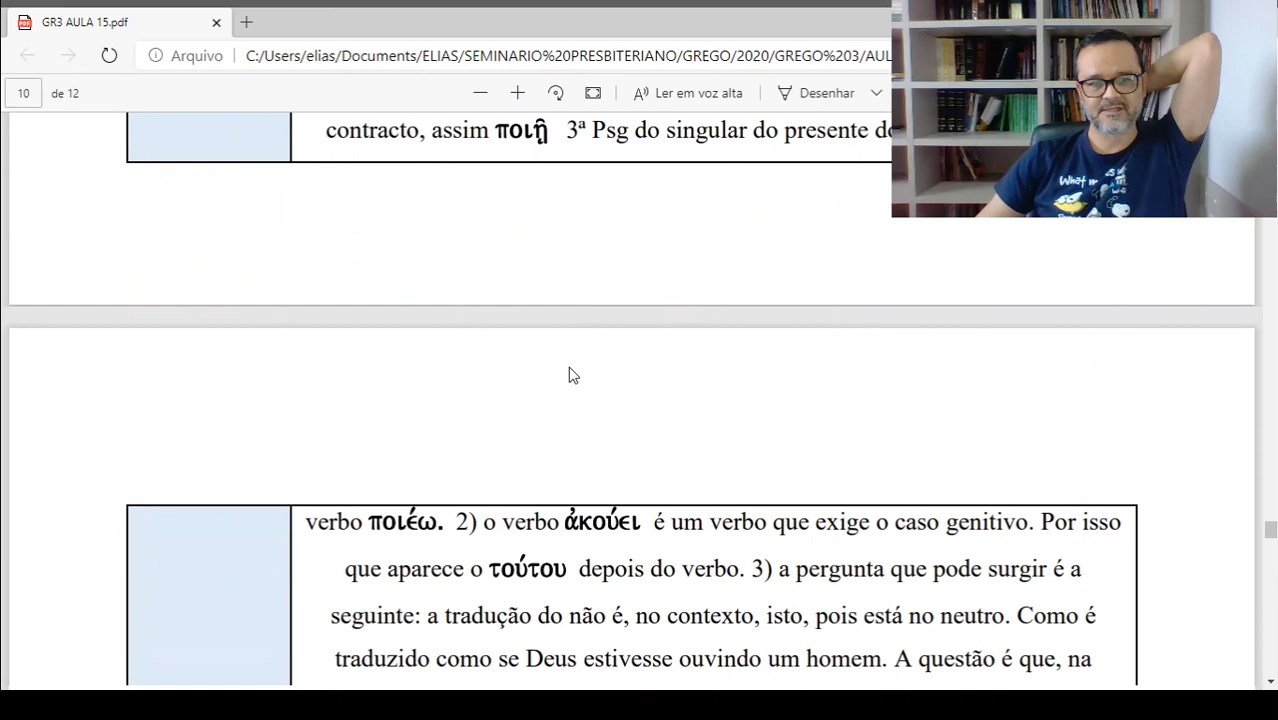 GR3 AULA 15.pdf
Arquivo C:/Users/elias/Documents/ELIAS/SEMINARIO%20PRESBITERIANO/GREGO/2020/GREGO%203/AUL
10 de 12 Ler em voz alta Desenhar
contracto, assim ποιῇ 3ª Psg do singular do presente do
What
verbo ποιέω. 2) o verbo ἀκούει é um verbo que exige o caso genitivo. Por isso
que aparece o τούτου depois do verbo. 3) a pergunta que pode surgir é a
seguinte: a tradução do não é, no contexto, isto, pois está no neutro. Como é
traduzido como se Deus estivesse ouvindo um homem. A questão é que, na